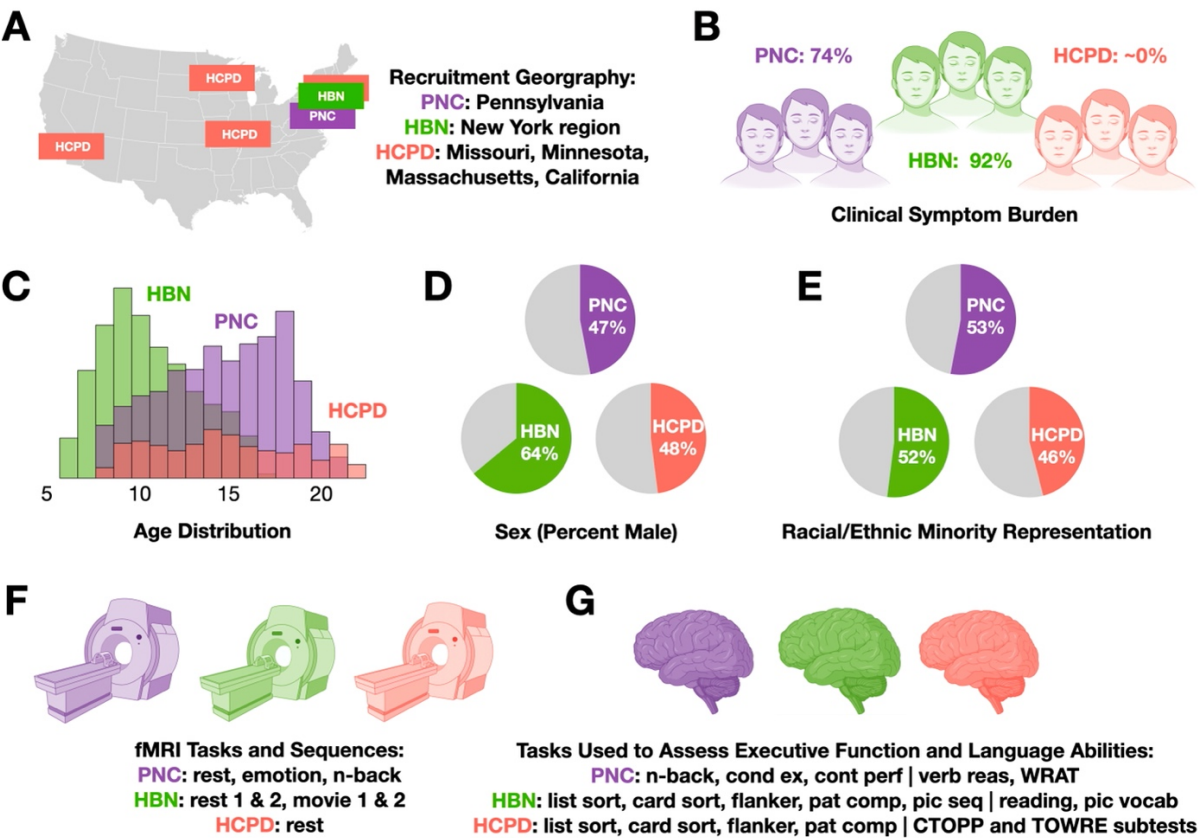 A
HCPD
HBN
PNC
HCPD
HCPD
Recruitment Georgraphy:
PNC: Pennsylvania
HBN: New York region
HCPD: Missouri, Minnesota,
Massachusetts, California
B
PNC: 74%
HCPD: ~0%
HBN: 92%
Clinical Symptom Burden
C
HBN
PNC
HCPD
5 10 15 20
Age Distribution
D
PNC
47%
HBN
64%
HCPD
48%
Sex (Percent Male)
E
PNC
53%
HBN
52%
HCPD
46%
Racial/Ethnic Minority Representation
F
fMRI Tasks and Sequences:
PNC: rest, emotion, n-back
HBN: rest 1 & 2, movie 1 & 2
HCPD: rest
G
Tasks Used to Assess Executive Function and Language Abilities:
PNC: n-back, cond ex, cont perf | verb reas, WRAT
HBN: list sort, card sort, flanker, pat comp, pic seq | reading, pic vocab
HCPD: list sort, card sort, flanker, pat comp | CTOPP and TOWRE subtests